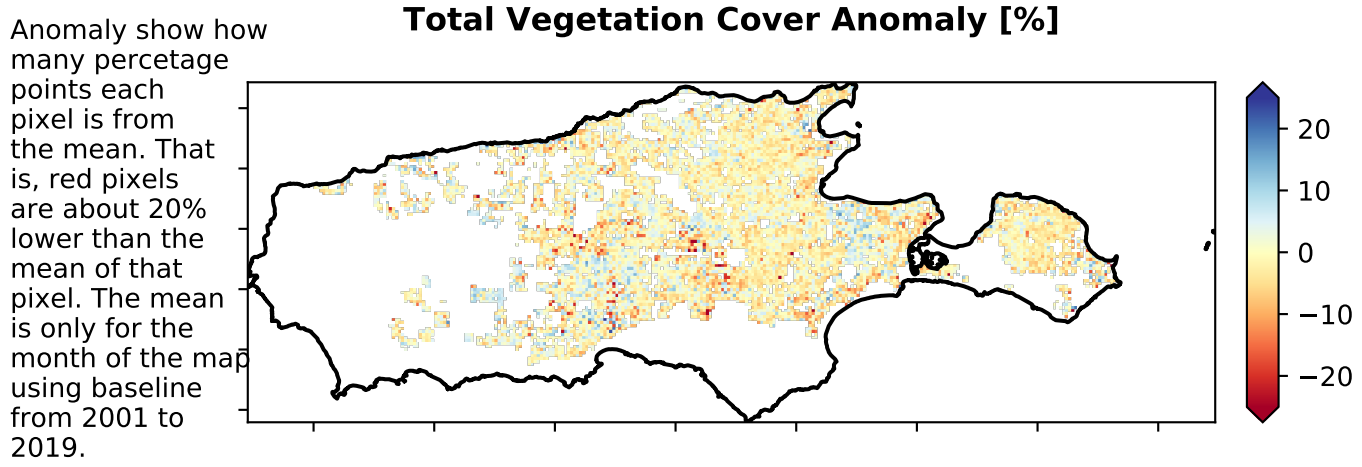 Total Vegetation Cover Anomaly [%]
Anomaly show how
many percetage
points each
pixel is from
the mean. That
is, red pixels
are about 20%
lower than the
mean of that
pixel. The mean
is only for the
month of the map
using baseline
from 2001 to
2019.
20
10
0
−10
−20